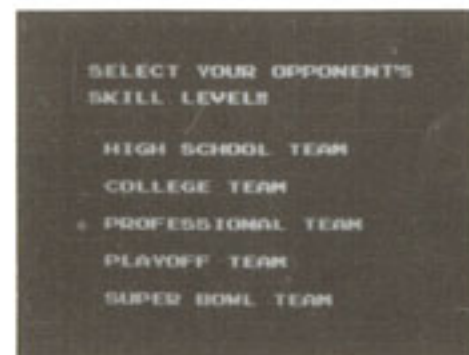 SELECT YOUR OPPONENT'S
SKILL LEVEL!!
HIGH SCHOOL TEAM
COLLEGE TEAM
PROFESSIONAL TEAM
PLAYOFF TEAM
SUPER BOWL TEAM